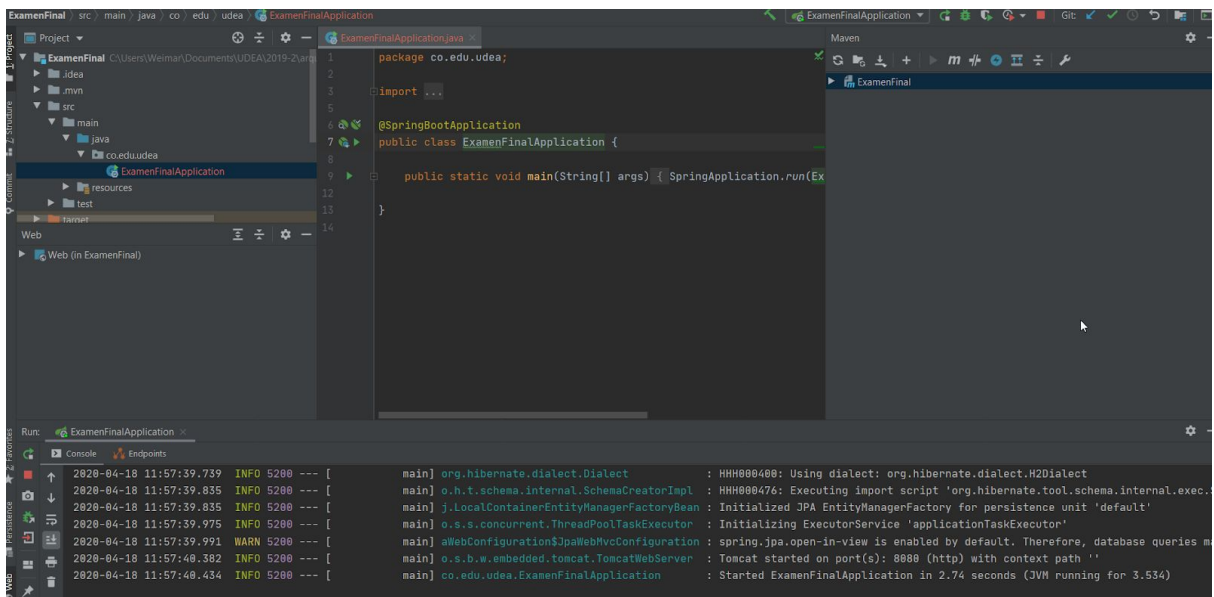 ExamenFinal src main java co edu udea ExamenFinalApplication
ExamenFinalApplication Git:
Project
ExamenFinalApplication.java
Maven
1: Project
ExamenFinal C:\Users\Weimar\Documents\UDEA\2019-2\arq
.idea
.mvn
src
main
java
co.edu.udea
ExamenFinalApplication
resources
test
target
Structure
Commit
1 package co.edu.udea;
2
3 import ...
5
6 @SpringBootApplication
7 public class ExamenFinalApplication {
8
9 public static void main(String[] args) { SpringApplication.run(Ex
12
13 }
14
ExamenFinal
Web
Web (in ExamenFinal)
Favorites
Persistence
Web
Run: ExamenFinalApplication
Console Endpoints
2020-04-18 11:57:39.739 INFO 5200 --- [ main] org.hibernate.dialect.Dialect : HHH000400: Using dialect: org.hibernate.dialect.H2Dialect
2020-04-18 11:57:39.835 INFO 5200 --- [ main] o.h.t.schema.internal.SchemaCreatorImpl : HHH000476: Executing import script 'org.hibernate.tool.schema.internal.exec.S
2020-04-18 11:57:39.835 INFO 5200 --- [ main] j.LocalContainerEntityManagerFactoryBean : Initialized JPA EntityManagerFactory for persistence unit 'default'
2020-04-18 11:57:39.975 INFO 5200 --- [ main] o.s.s.concurrent.ThreadPoolTaskExecutor : Initializing ExecutorService 'applicationTaskExecutor'
2020-04-18 11:57:39.991 WARN 5200 --- [ main] aWebConfiguration$JpaWebMvcConfiguration : spring.jpa.open-in-view is enabled by default. Therefore, database queries ma
2020-04-18 11:57:40.382 INFO 5200 --- [ main] o.s.b.w.embedded.tomcat.TomcatWebServer : Tomcat started on port(s): 8080 (http) with context path ''
2020-04-18 11:57:40.434 INFO 5200 --- [ main] co.edu.udea.ExamenFinalApplication : Started ExamenFinalApplication in 2.74 seconds (JVM running for 3.534)